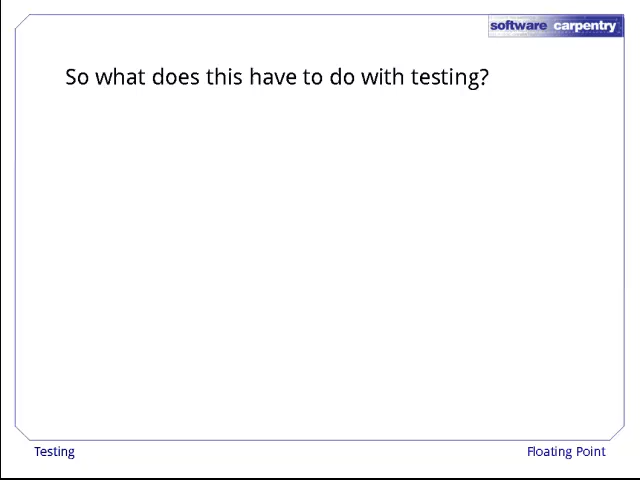 software carpentry
So what does this have to do with testing?
Testing
Floating Point